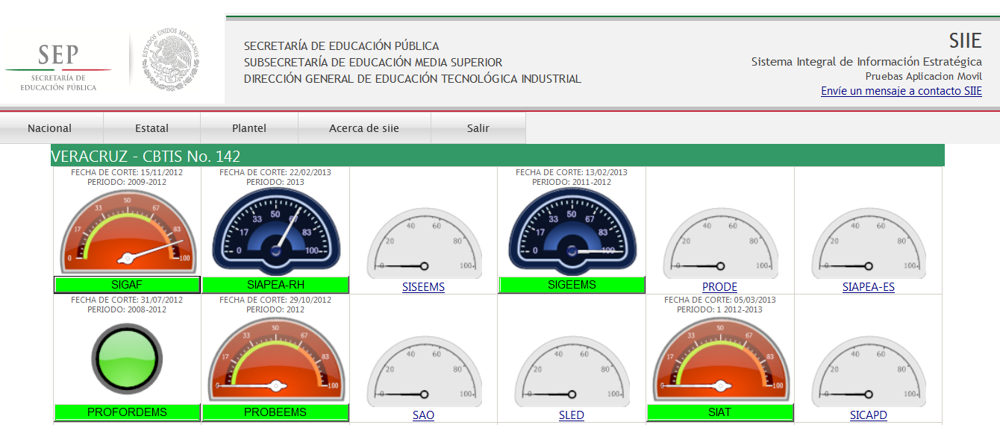 SEP
SECRETARÍA DE
EDUCACIÓN PÚBLICA
ESTADOS UNIDOS MEXICANOS
SECRETARÍA DE EDUCACIÓN PÚBLICA
SUBSECRETARÍA DE EDUCACIÓN MEDIA SUPERIOR
DIRECCIÓN GENERAL DE EDUCACIÓN TECNOLÓGICA INDUSTRIAL
SIIE
Sistema Integral de Información Estratégica
Pruebas Aplicacion Movil
Envíe un mensaje a contacto SIIE
Nacional Estatal Plantel Acerca de siie Salir
VERACRUZ - CBTIS No. 142
FECHA DE CORTE: 15/11/2012
PERIODO: 2009-2012
0 17 33 50 67 83 100
SIGAF
FECHA DE CORTE: 22/02/2013
PERIODO: 2013
0 17 33 50 67 83 100
SIAPEA-RH
0 20 40 60 80 100
SISEEMS
FECHA DE CORTE: 13/02/2013
PERIODO: 2011-2012
0 17 33 50 67 83 100
SIGEEMS
0 20 40 60 80 100
PRODE
0 20 40 60 80 100
SIAPEA-ES
FECHA DE CORTE: 31/07/2012
PERIODO: 2008-2012
PROFORDEMS
FECHA DE CORTE: 29/10/2012
PERIODO: 2012
0 17 33 50 67 83 100
PROBEEMS
0 20 40 60 80 100
SAO
0 20 40 60 80 100
SLED
FECHA DE CORTE: 05/03/2013
PERIODO: 1 2012-2013
0 17 33 50 67 83 100
SIAT
0 20 40 60 80 100
SICAPD